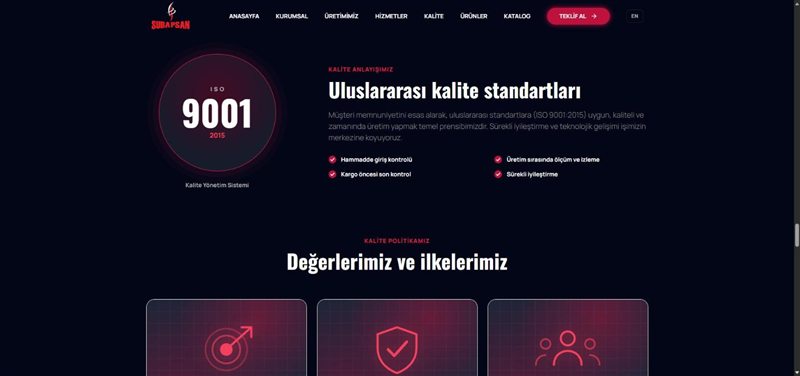 SUBAPSAN
ANASAYFA KURUMSAL ÜRETİMİMİZ HİZMETLER KALİTE ÜRÜNLER KATALOG TEKLİF AL → EN
ISO
9001
2015
Kalite Yönetim Sistemi
KALİTE ANLAYIŞIMIZ
Uluslararası kalite standartları
Müşteri memnuniyetini esas alarak, uluslararası standartlara (ISO 9001:2015) uygun, kaliteli ve
zamanında üretim yapmak temel prensibimizdir. Sürekli iyileştirme ve teknolojik gelişimi işimizin
merkezine koyuyoruz.
Hammadde giriş kontrolü
Üretim sırasında ölçüm ve izleme
Kargo öncesi son kontrol
Sürekli iyileştirme
KALİTE POLİTİKAMIZ
Değerlerimiz ve ilkelerimiz